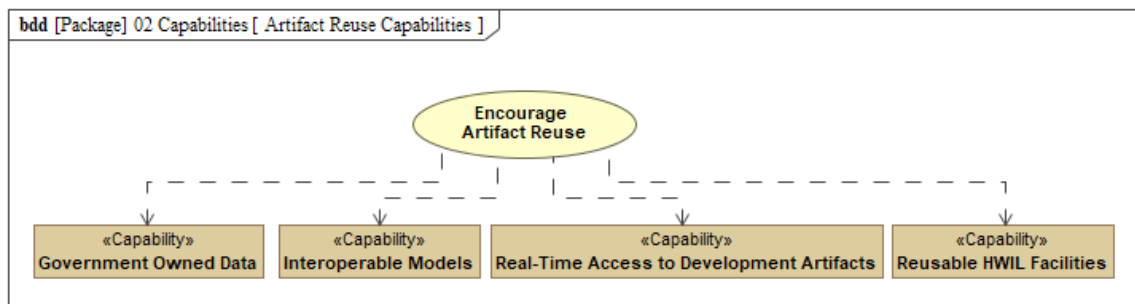 bdd [Package] 02 Capabilities [ Artifact Reuse Capabilities ]
Encourage
Artifact Reuse
«Capability»
Government Owned Data
«Capability»
Interoperable Models
«Capability»
Real-Time Access to Development Artifacts
«Capability»
Reusable HWIL Facilities